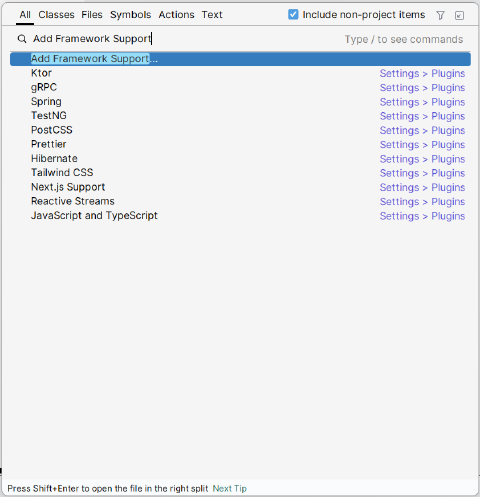 All Classes Files Symbols Actions Text Include non-project items
Add Framework Support Type / to see commands
Add Framework Support...
Ktor Settings > Plugins
gRPC Settings > Plugins
Spring Settings > Plugins
TestNG Settings > Plugins
PostCSS Settings > Plugins
Prettier Settings > Plugins
Hibernate Settings > Plugins
Tailwind CSS Settings > Plugins
Next.js Support Settings > Plugins
Reactive Streams Settings > Plugins
JavaScript and TypeScript Settings > Plugins
Press Shift+Enter to open the file in the right split Next Tip